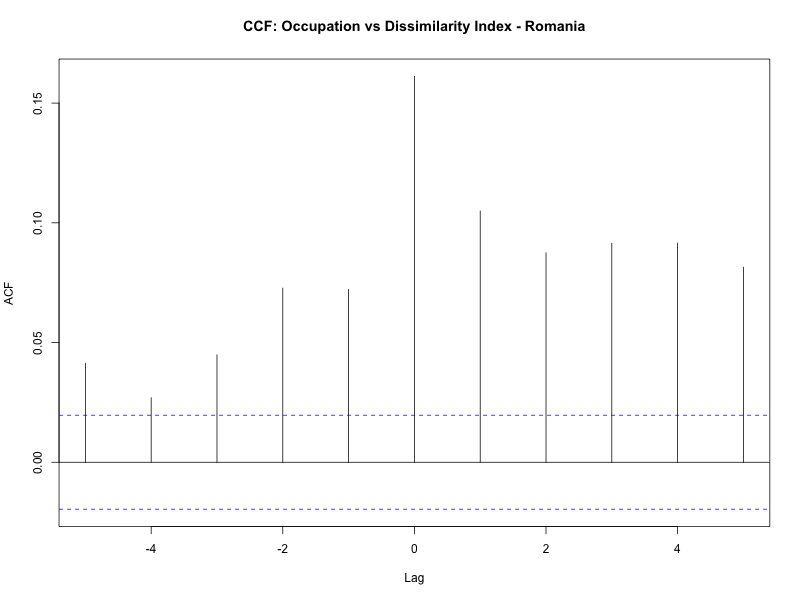 CCF: Occupation vs Dissimilarity Index - Romania
0.15
0.10
0.05
0.00
ACF
-4 -2 0 2 4
Lag